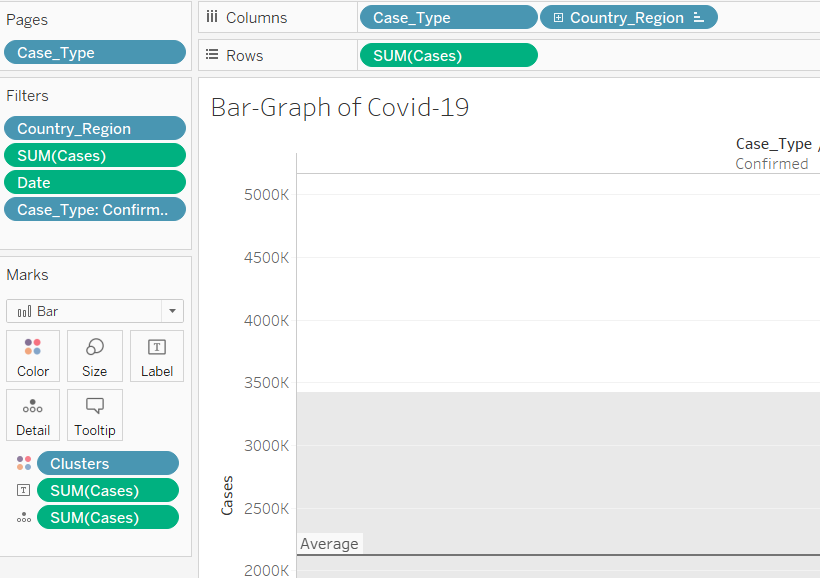 Pages
Case_Type
Filters
Country_Region
SUM(Cases)
Date
Case_Type: Confirm..
Marks
Bar
Color
Size
T
Label
Detail
Tooltip
Clusters
T
SUM(Cases)
SUM(Cases)
Columns
Case_Type
Country_Region
Rows
SUM(Cases)
Bar-Graph of Covid-19
Case_Type /
Confirmed
5000K
4500K
4000K
3500K
3000K
2500K
2000K
Cases
Average